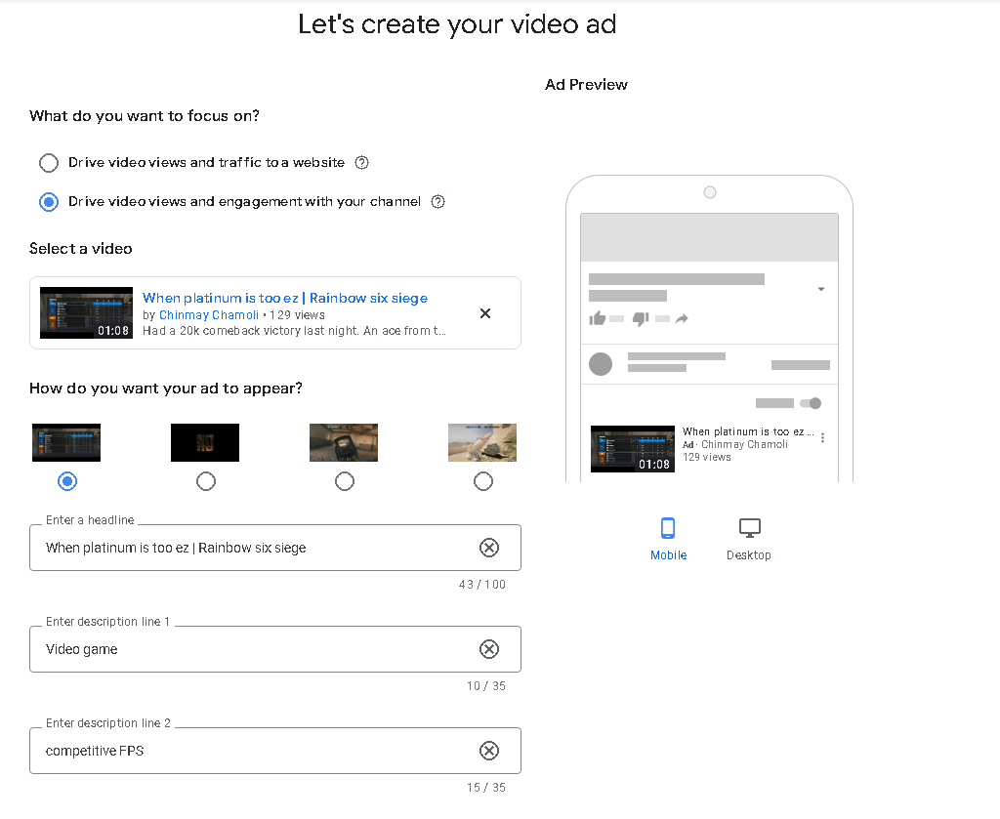 Let's create your video ad
What do you want to focus on?
Drive video views and traffic to a website
Drive video views and engagement with your channel
Select a video
01:08
When platinum is too ez | Rainbow six siege
by Chinmay Chamoli • 129 views
Had a 20k comeback victory last night. An ace from t...
How do you want your ad to appear?
Enter a headline
When platinum is too ez | Rainbow six siege
43 / 100
Enter description line 1
Video game
10 / 35
Enter description line 2
competitive FPS
15 / 35
Ad Preview
01:08
When platinum is too ez ...
Ad · Chinmay Chamoli
129 views
Mobile
Desktop